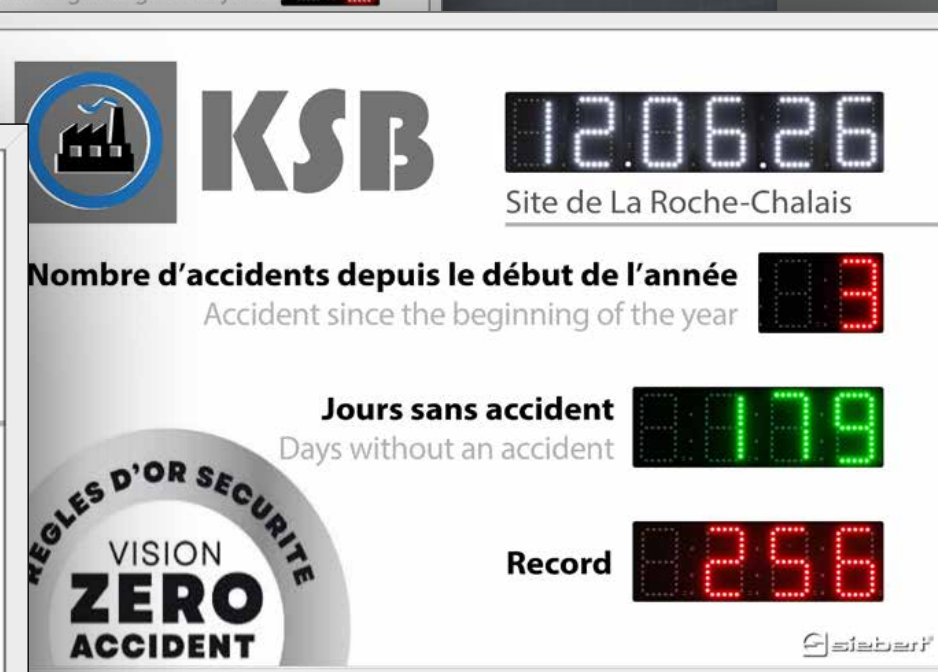 KSB
12.06.26
Site de La Roche-Chalais
Nombre d'accidents depuis le début de l'année
3
Accident since the beginning of the year
Jours sans accident
179
Days without an accident
Record
256
REGLES D'OR SECURITE
VISION
ZERO
ACCIDENT
siebert